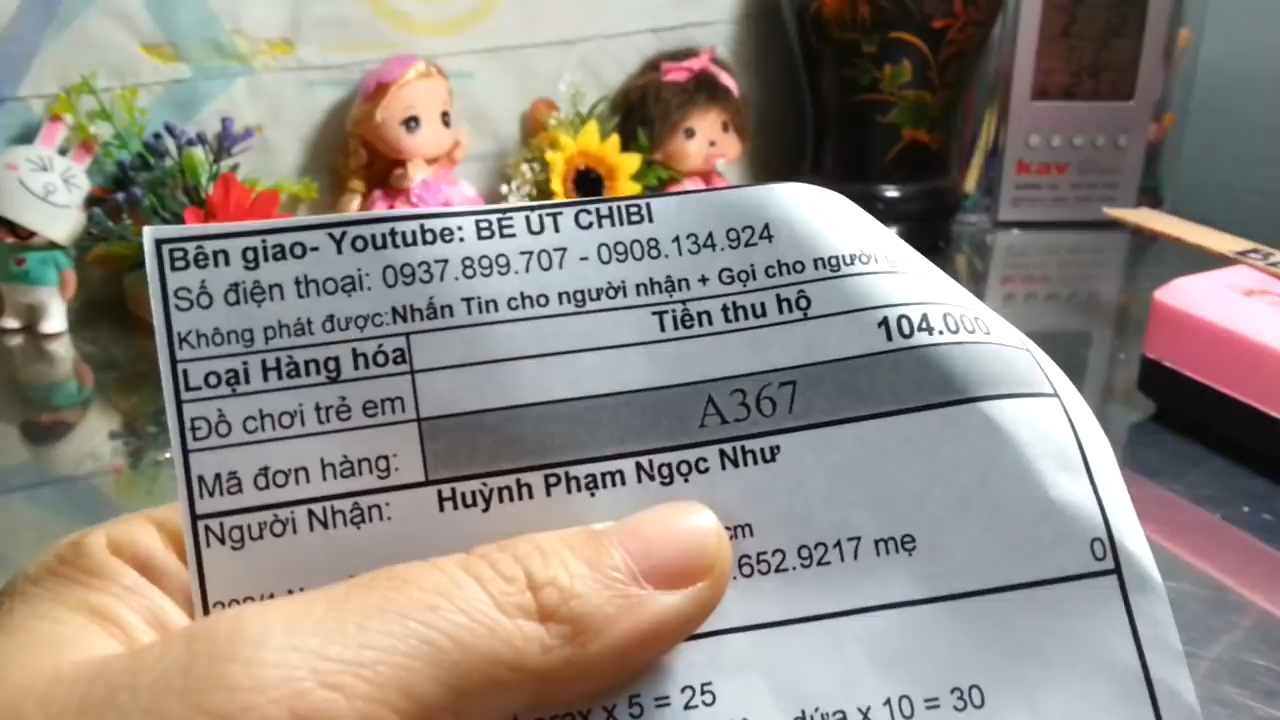 Bên giao- Youtube: BÉ ÚT CHIBI
Số điện thoại: 0937.899.707 - 0908.134.924
Không phát được:Nhấn Tin cho người nhận + Gọi cho người
Loại Hàng hóa
Tiền thu hộ
Đồ chơi trẻ em
104.000
Mã đơn hàng:
A367
Người Nhận:
Huỳnh Phạm Ngọc Như
cm
.652.9217 mẹ
0
x 5 = 25
dứa x 10 = 30
kav